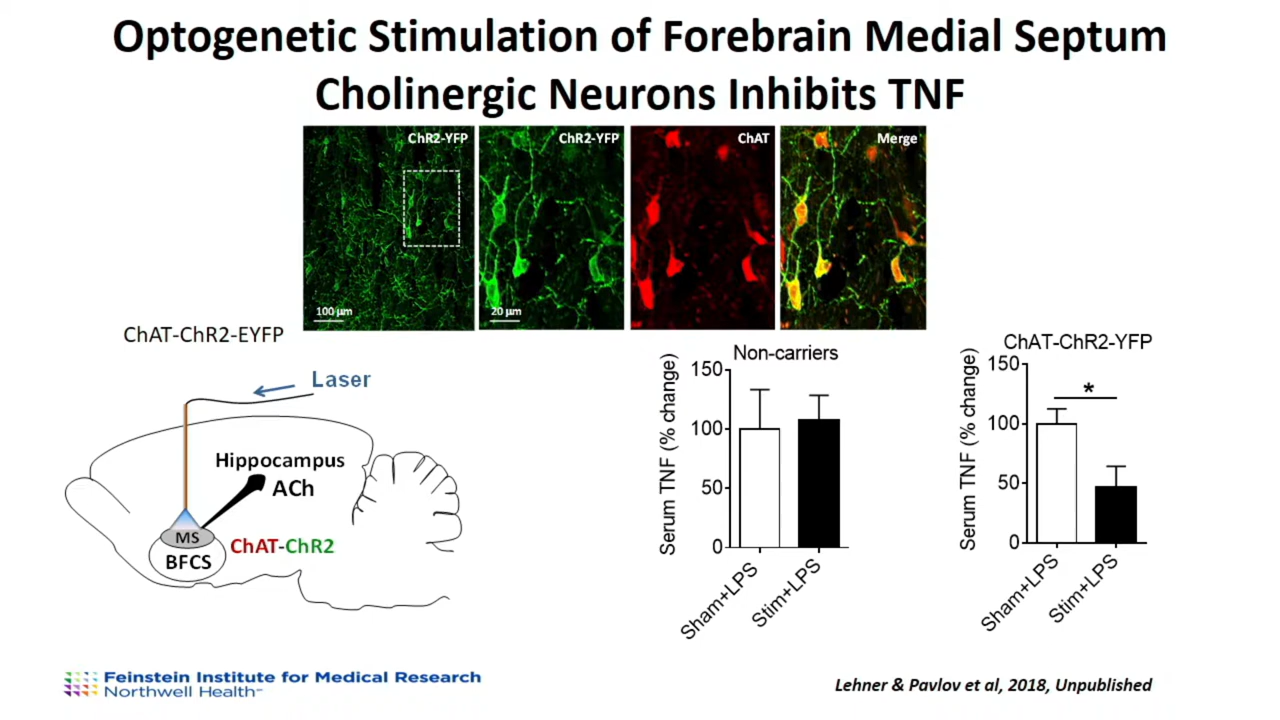 Optogenetic Stimulation of Forebrain Medial Septum
Cholinergic Neurons Inhibits TNF
ChR2-YFP
100 µm
ChR2-YFP
20 µm
ChAT
Merge
ChAT-ChR2-EYFP
Laser
Hippocampus
ACh
MS
BFCS
ChAT-ChR2
Non-carriers
Serum TNF (% change)
150
100
50
0
Sham+LPS
Stim+LPS
ChAT-ChR2-YFP
Serum TNF (% change)
150
100
50
0
*
Sham+LPS
Stim+LPS
Feinstein Institute for Medical Research
Northwell Health
Lehner & Pavlov et al, 2018, Unpublished